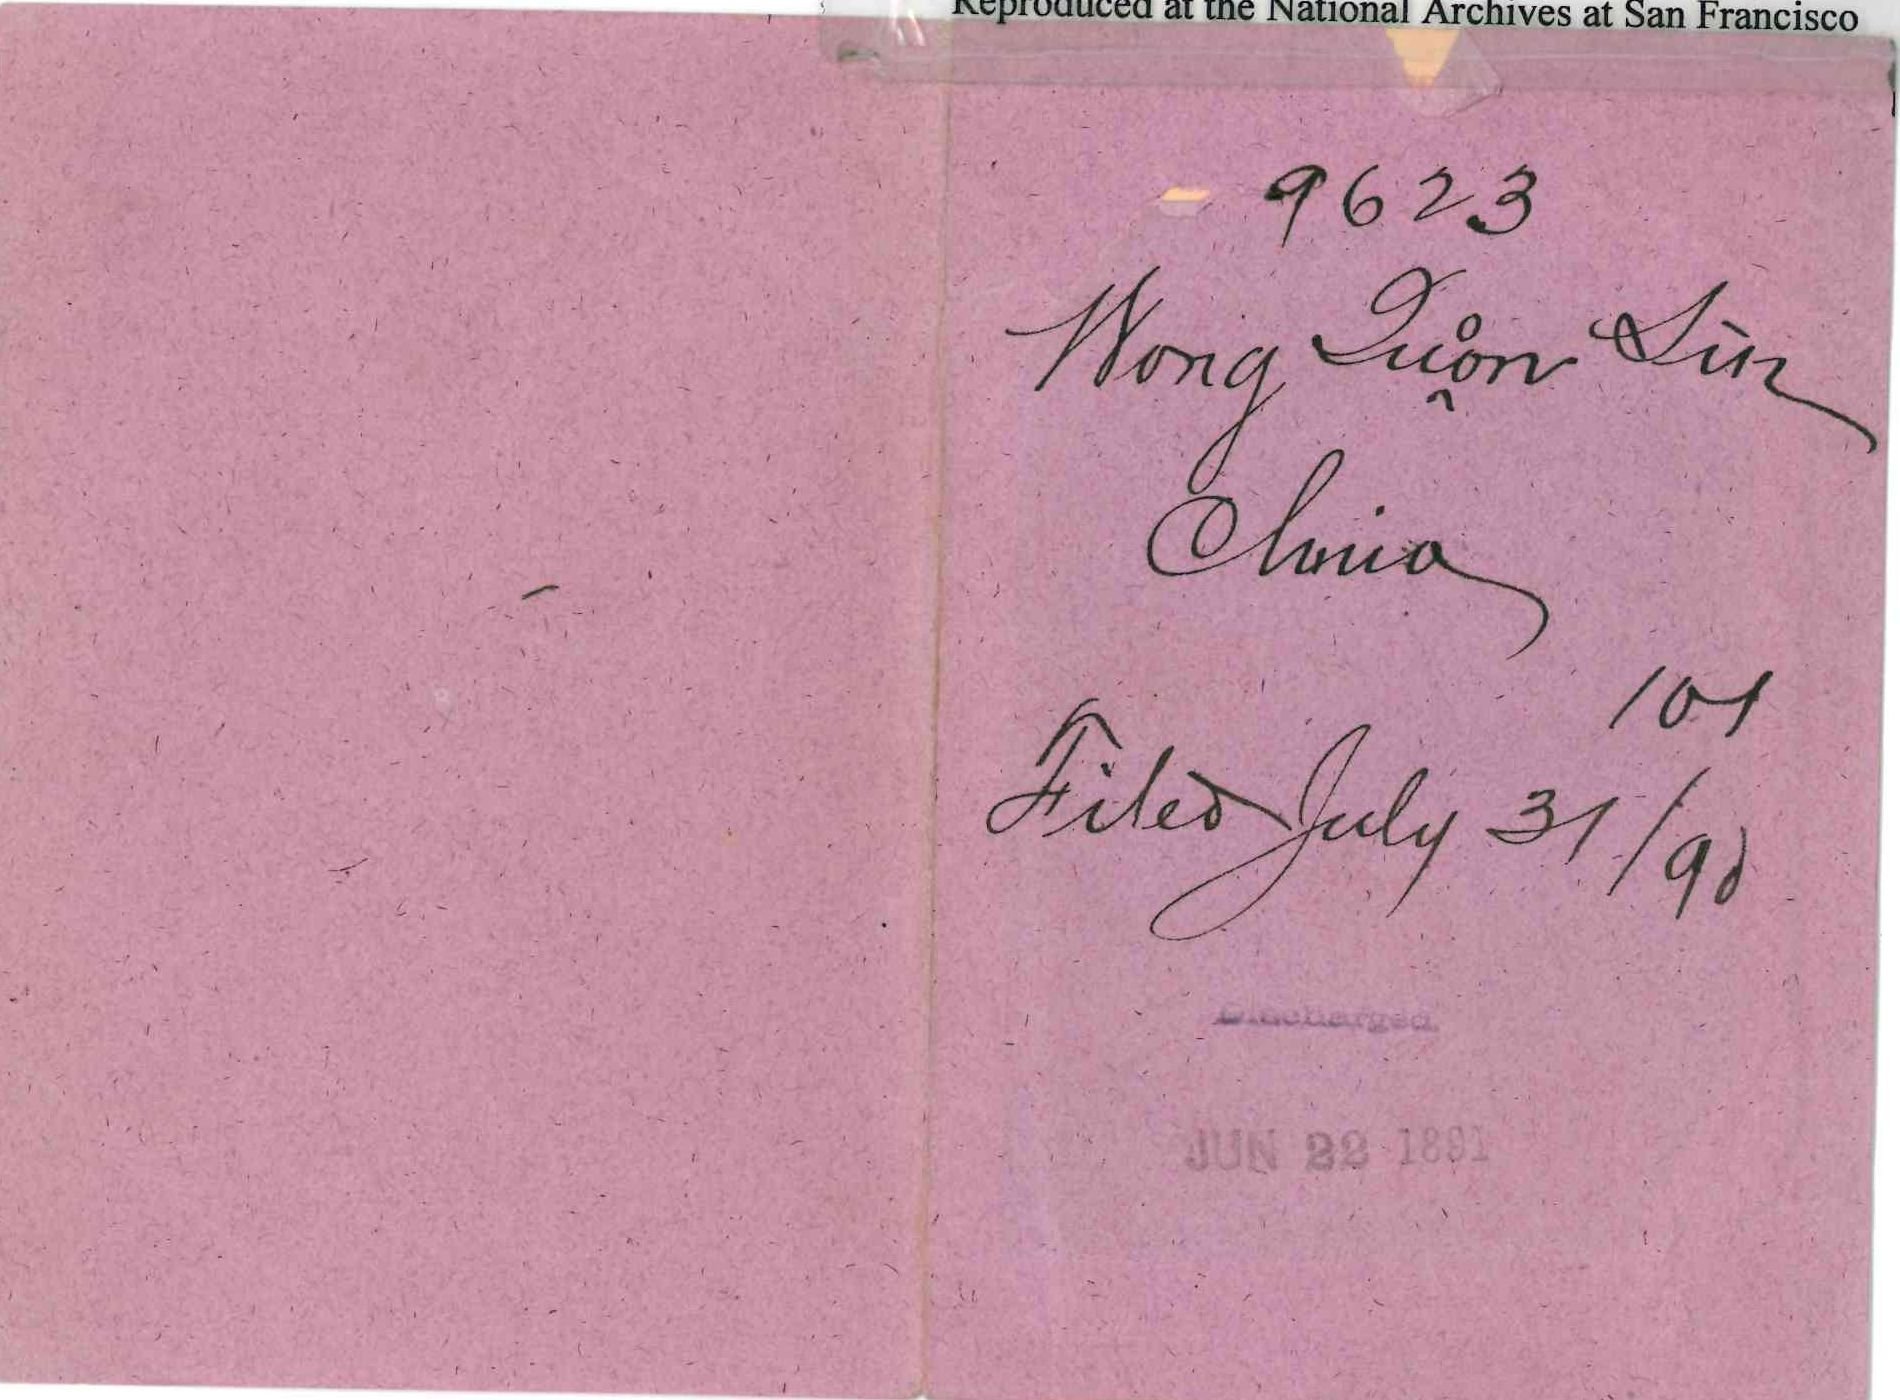 Reproduced at the National Archives at San Francisco
9623
Wong Quon Sin
China
101
Filed July 31/90
Discharged
JUN 22 1891